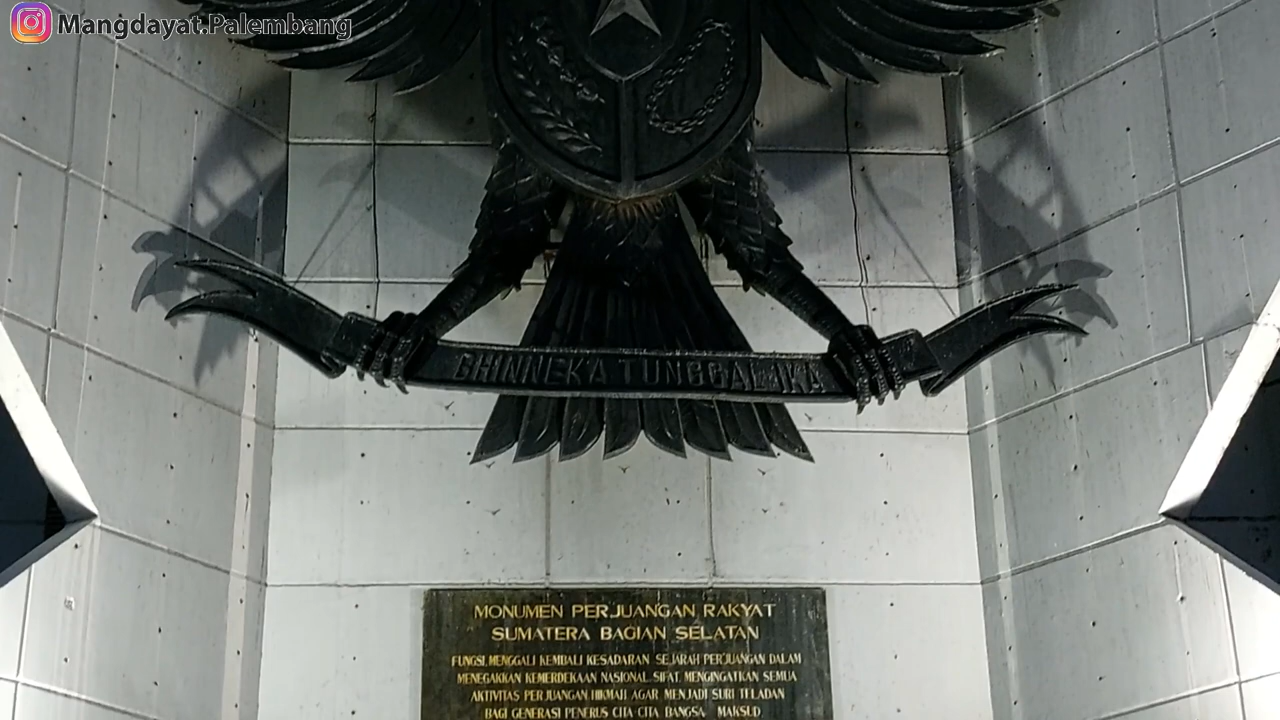 Mangdayat.Palembang
BHINNEKA TUNGGAL IKA
MONUMEN PERJUANGAN RAKYAT
SUMATERA BAGIAN SELATAN
FUNGSI, MENGGALI KEMBALI KESADARAN SEJARAH PERJUANGAN DALAM
MENEGAKKAN KEMERDEKAAN NASIONAL. SIFAT, MENGINGATKAN SEMUA
AKTIVITAS PERJUANGAN. HIKMAH, AGAR MENJADI SURI TELADAN
BAGI GENERASI PENERUS CITA CITA BANGSA. MAKSUD